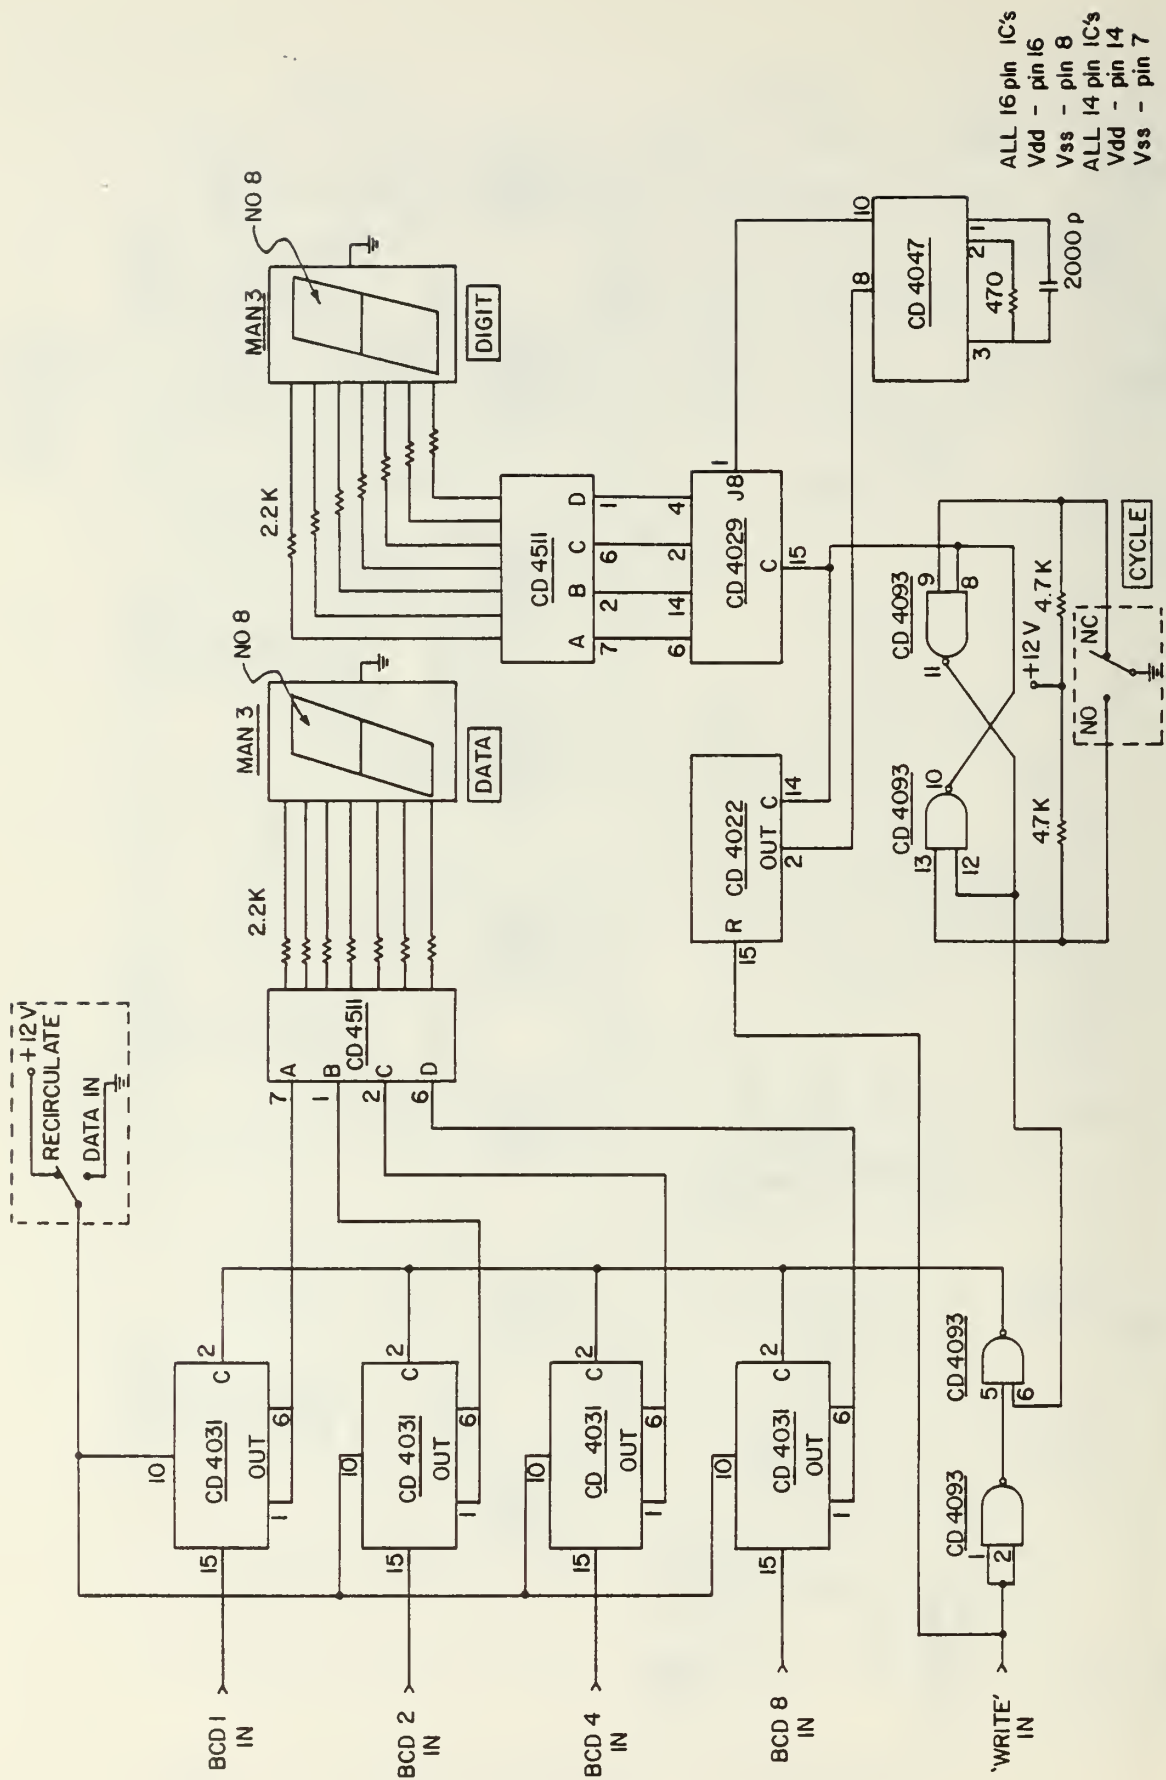 +12V
RECIRCULATE
DATA IN
BCD 1
IN
15
10
CD 4031
OUT
C
2
1
6
BCD 2
IN
15
10
CD 4031
OUT
C
2
1
6
BCD 4
IN
15
10
CD 4031
OUT
C
2
1
6
BCD 8
IN
15
10
CD 4031
OUT
C
2
1
6
'WRITE'
IN
1
2
CD 4093
5
6
CD 4093
7
1
2
6
A
B
C
D
CD 4511
2.2K
MAN 3
NO 8
DATA
2.2K
MAN 3
NO 8
DIGIT
CD 4511
A B C D
7 2 6 1
6 14 2 4
CD 4029
J8
1
C
15
R
15
CD 4022
OUT C
2
14
CD 4093
13
12
10
CD 4093
11
9
8
4.7K
+12V
4.7K
NO
NC
CYCLE
8
10
CD 4047
3
2
1
470
2000 p
ALL 16 pin IC's
Vdd - pin 16
Vss - pin 8
ALL 14 pin IC's
Vdd - pin 14
Vss - pin 7